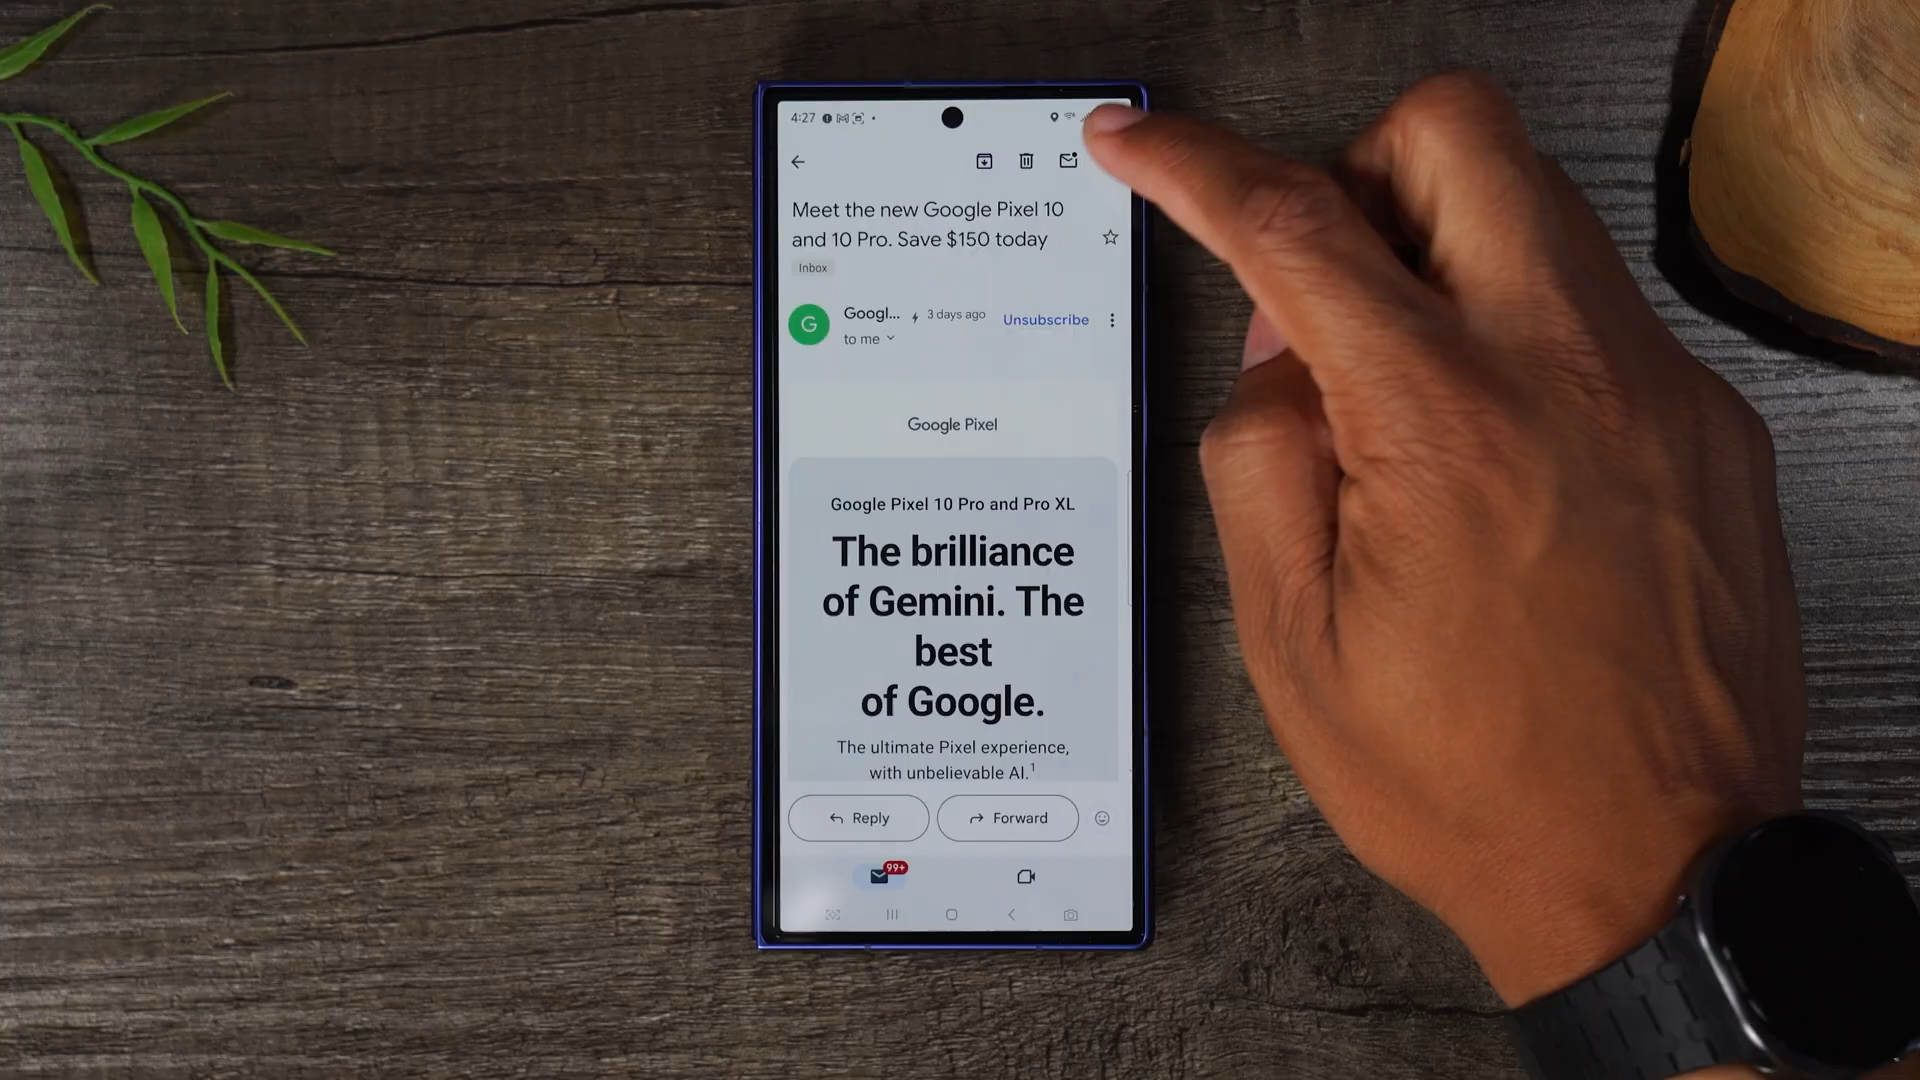 4:27
Meet the new Google Pixel 10
and 10 Pro. Save $150 today
Inbox
G
Googl... 3 days ago Unsubscribe
to me
Google Pixel
Google Pixel 10 Pro and Pro XL
The brilliance
of Gemini. The
best
of Google.
The ultimate Pixel experience,
with unbelievable AI.1
Reply Forward
99+